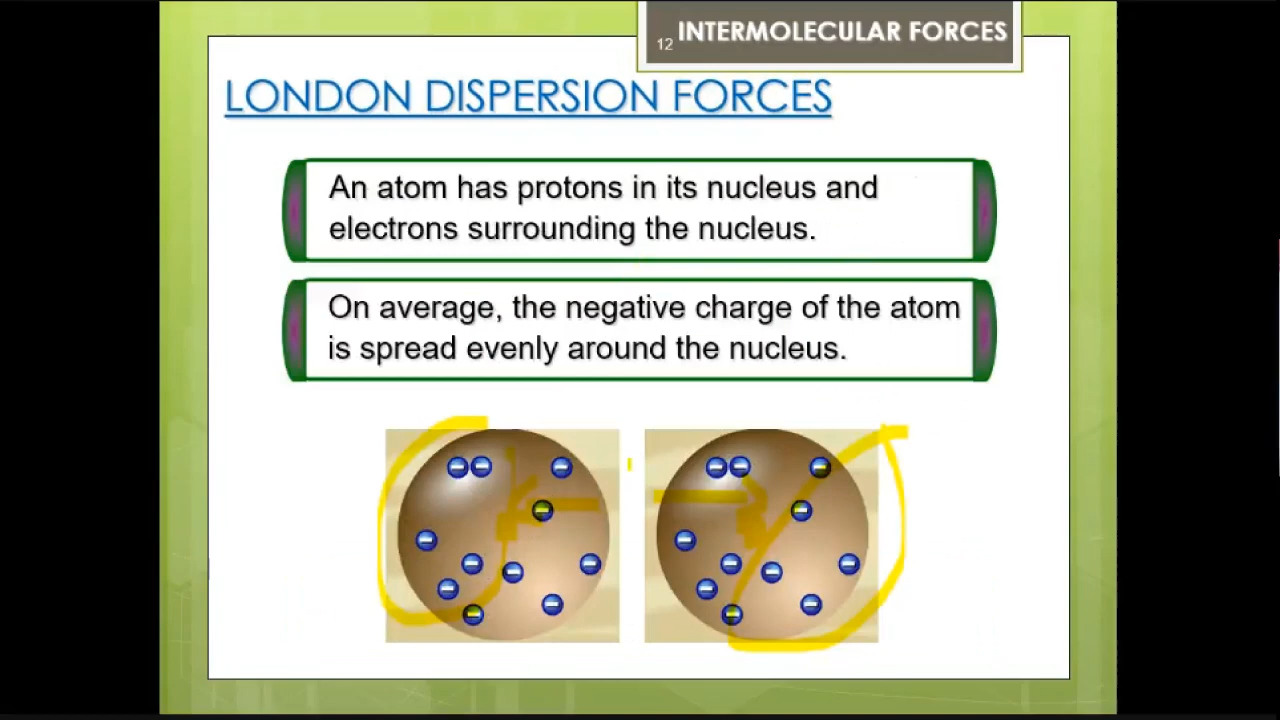 12 INTERMOLECULAR FORCES
LONDON DISPERSION FORCES
An atom has protons in its nucleus and
electrons surrounding the nucleus.
On average, the negative charge of the atom
is spread evenly around the nucleus.